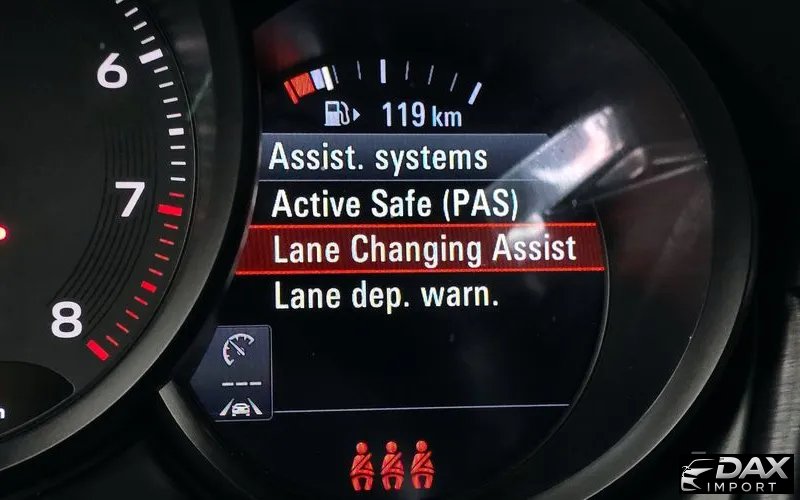 6
7
8
119 km
Assist. systems
Active Safe (PAS)
Lane Changing Assist
Lane dep. warn.
DAX
IMPORT